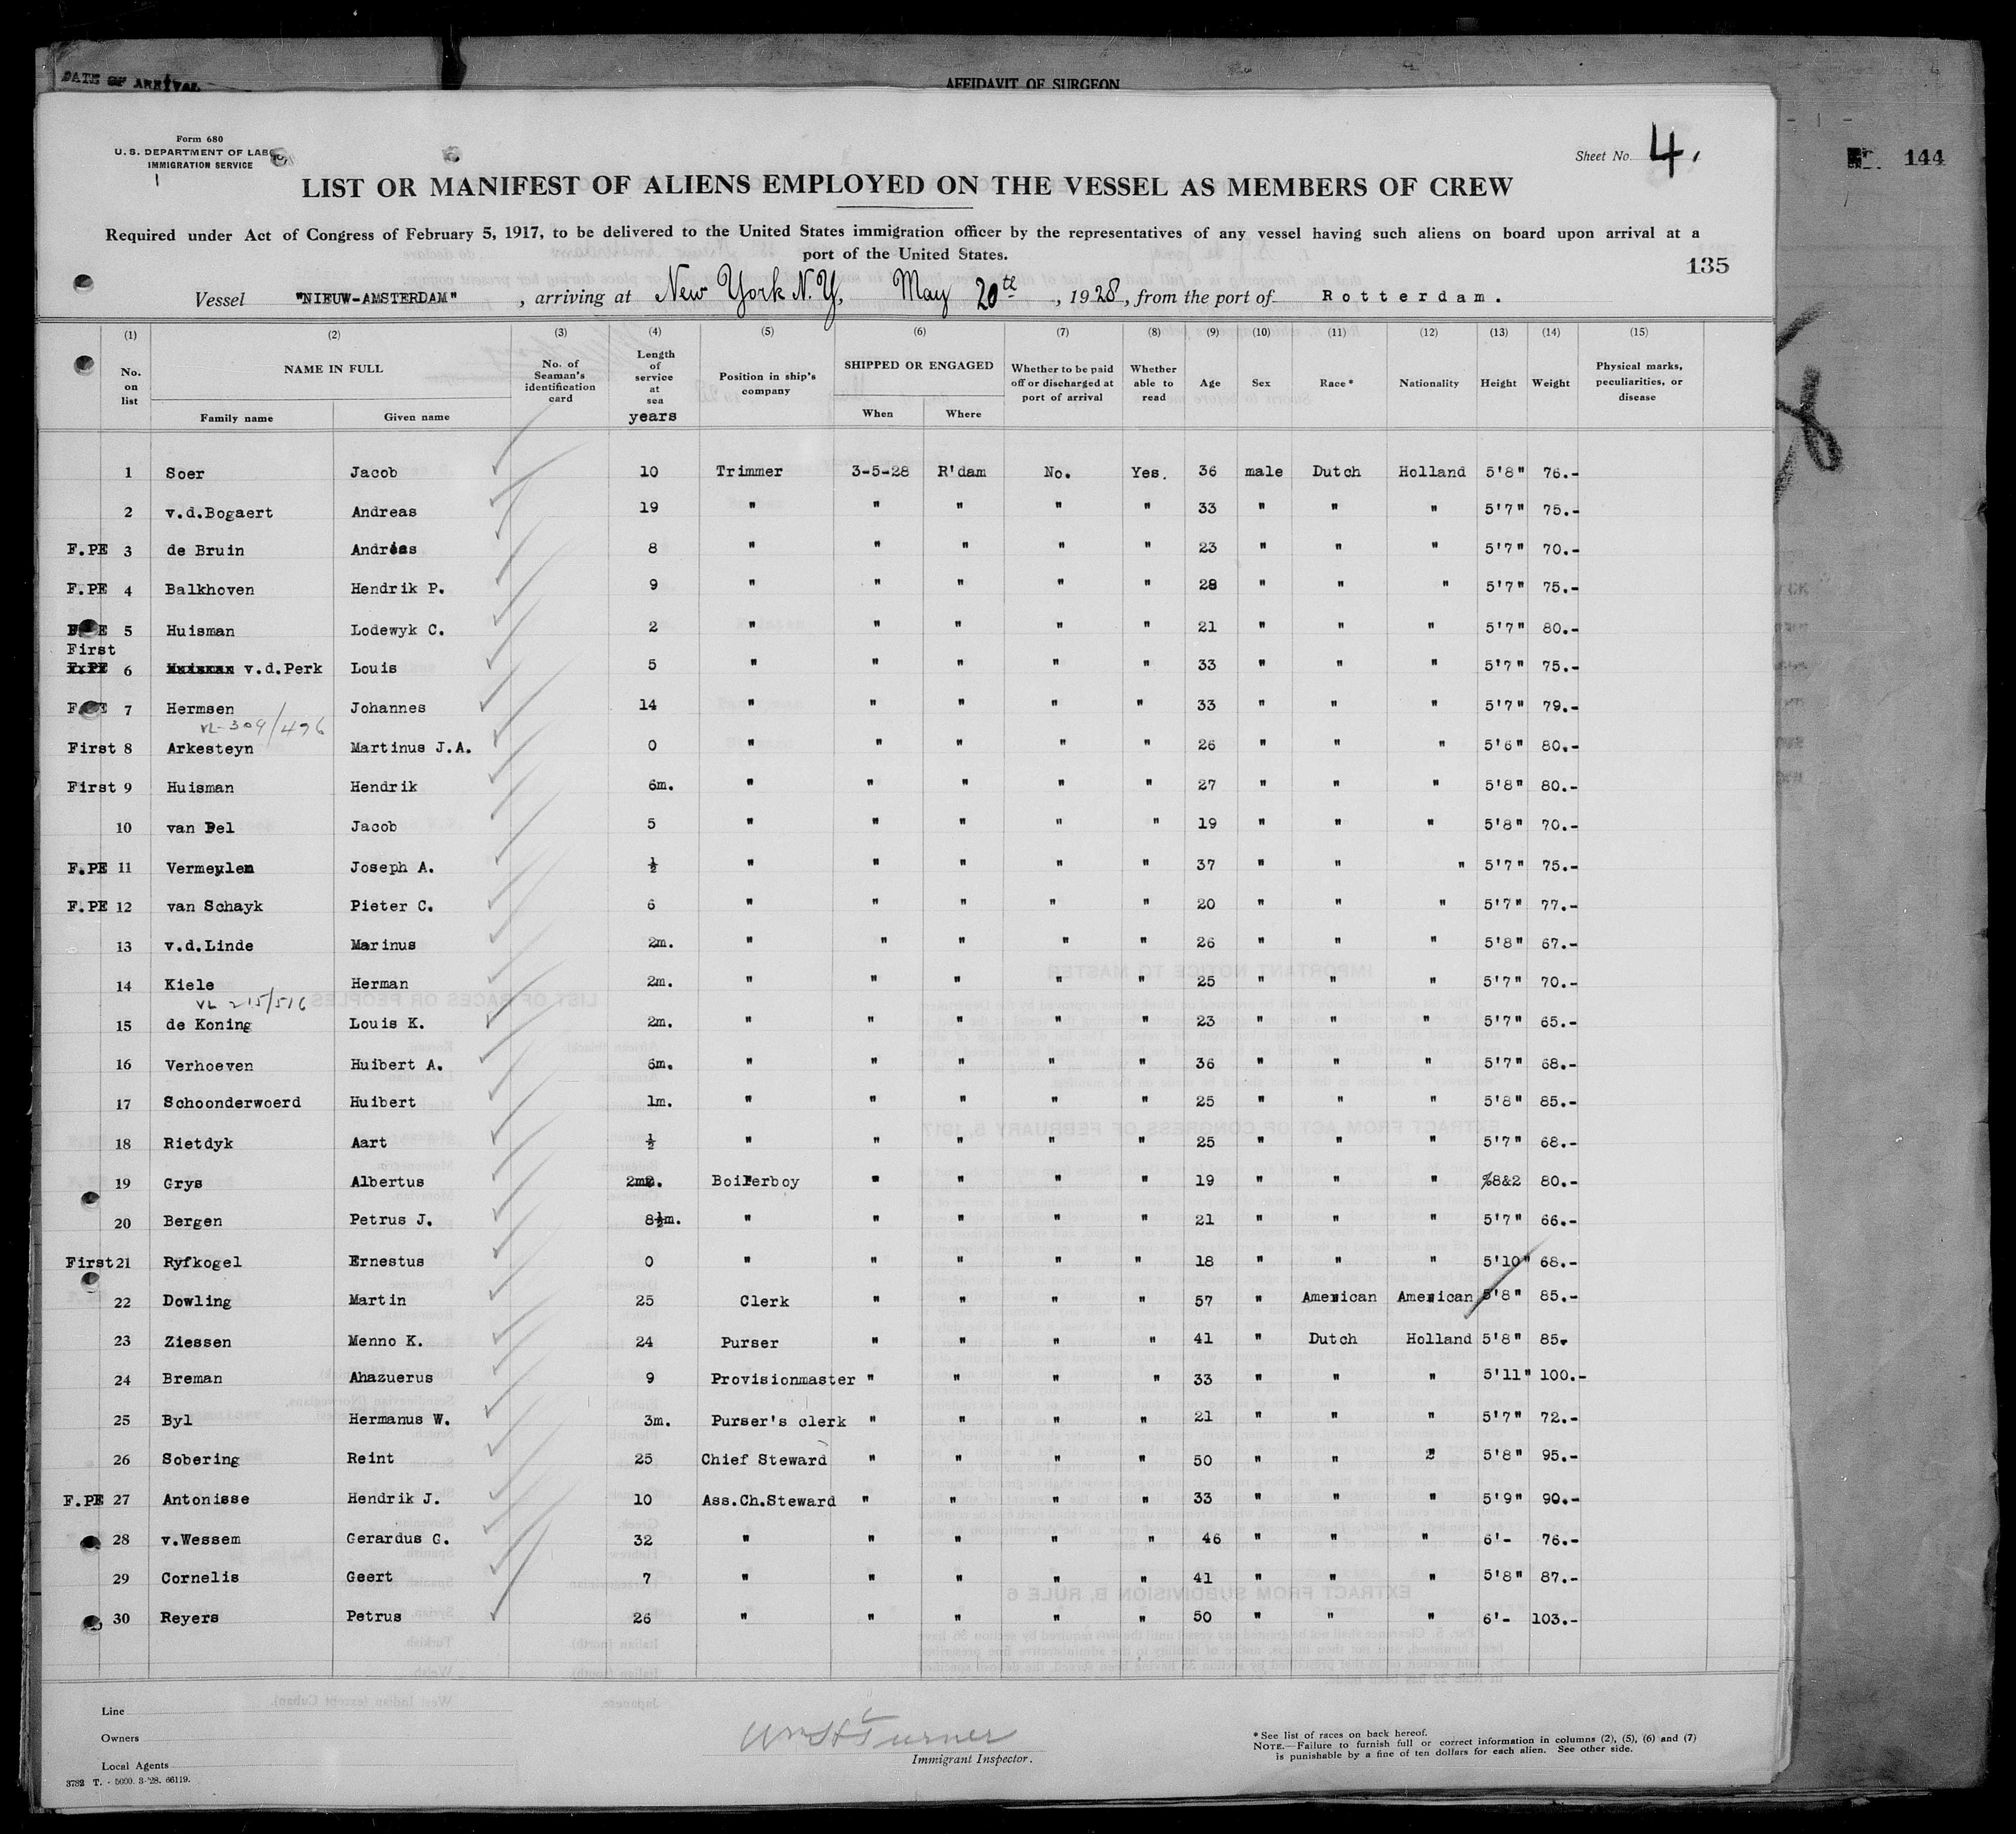 DATE OF ARRIVAL
AFFIDAVIT OF SURGEON
144
Form 680
U. S. DEPARTMENT OF LABOR
IMMIGRATION SERVICE
Sheet No. 4.
LIST OR MANIFEST OF ALIENS EMPLOYED ON THE VESSEL AS MEMBERS OF CREW
Required under Act of Congress of February 5, 1917, to be delivered to the United States immigration officer by the representatives of any vessel having such aliens on board upon arrival at a
port of the United States.
135
Vessel "NIEUW-AMSTERDAM", arriving at New York N.Y, May 20th, 1928, from the port of Rotterdam.
(1) (2) (3) (4) (5) (6) (7) (8) (9) (10) (11) (12) (13) (14) (15)
No. on list NAME IN FULL Family name Given name No. of Seaman's identification card Length of service at sea years Position in ship's company SHIPPED OR ENGAGED When Where Whether to be paid off or discharged at port of arrival Whether able to read Age Sex Race* Nationality Height Weight Physical marks, peculiarities, or disease
1 Soer Jacob 10 Trimmer 3-5-28 R'dam No. Yes. 36 male Dutch Holland 5'8" 76.-
2 v.d.Bogaert Andreas 19 " " " " " 33 " " " 5'7" 75.-
F.PE 3 de Bruin Andreas 8 " " " " " 23 " " " 5'7" 70.-
F.PE 4 Balkhoven Hendrik P. 9 " " " " " 28 " " " 5'7" 75.-
5 Huisman Lodewyk C. 2 " " " " " 21 " " " 5'7" 80.-
First
F.PE 6 Huisman v.d.Perk Louis 5 " " " " " 33 " " " 5'7" 75.-
7 Hermsen Johannes 14 " " " " " 33 " " " 5'7" 79.-
VL-309/496
First 8 Arkesteyn Martinus J.A. 0 " " " " " 26 " " " 5'6" 80.-
First 9 Huisman Hendrik 6m. " " " " " 27 " " " 5'8" 80.-
10 van Pel Jacob 5 " " " " " 19 " " " 5'8" 70.-
F.PE 11 Vermeylen Joseph A. ½ " " " " " 37 " " " 5'7" 75.-
F.PE 12 van Schayk Pieter C. 6 " " " " " 20 " " " 5'7" 77.-
13 v.d.Linde Marinus 2m. " " " " " 26 " " " 5'8" 67.-
14 Kiele Herman 2m. " " " " " 25 " " " 5'7" 70.-
VL 215/516
15 de Koning Louis K. 2m. " " " " " 23 " " " 5'7" 65.-
16 Verhoeven Huibert A. 6m. " " " " " 36 " " " 5'7" 68.-
17 Schoonderwoerd Huibert 1m. " " " " " 25 " " " 5'8" 85.-
18 Rietdyk Aart ½ " " " " " 25 " " " 5'7" 68.-
19 Grys Albertus 2m. Boilerboy " " " " 19 " " " 80.-
20 Bergen Petrus J. 8½m. " " " " " 21 " " " 5'7" 66.-
First 21 Ryfkogel Ernestus 0 " " " " " 18 " " " 5'10" 68.-
22 Dowling Martin 25 Clerk " " " " 57 " American American 5'8" 85.-
23 Ziessen Menno K. 24 Purser " " " " 41 " Dutch Holland 5'8" 85.
24 Breman Ahazuerus 9 Provisionmaster " " " " 33 " " " 5'11" 100.-
25 Byl Hermanus W. 3m. Purser's clerk " " " " 21 " " " 5'7" 72.-
26 Sobering Reint 25 Chief Steward " " " " 50 " " " 5'8" 95.-
F.PE 27 Antonisse Hendrik J. 10 Ass.Ch.Steward " " " " 33 " " " 5'9" 90.-
28 v.Wessem Gerardus G. 32 " " " " " 46 " " " 6'- 76.-
29 Cornelis Geert 7 " " " " " 41 " " " 5'8" 87.-
30 Reyers Petrus 26 " " " " " 50 " " " 6'- 103.-
Line
Owners
Local Agents
3782 T. - 5000. 3-'28. 66119.
Wm H Turner
Immigrant Inspector.
* See list of races on back hereof.
NOTE.—Failure to furnish full or correct information in columns (2), (5), (6) and (7)
is punishable by a fine of ten dollars for each alien. See other side.